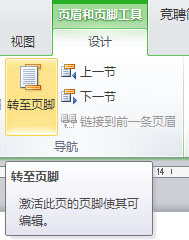 页眉和页脚工具
竞聘
视图
设计
转至页脚
上一节
下一节
链接到前一条页眉
导航
14
转至页脚
激活此页的页脚使其可
编辑。